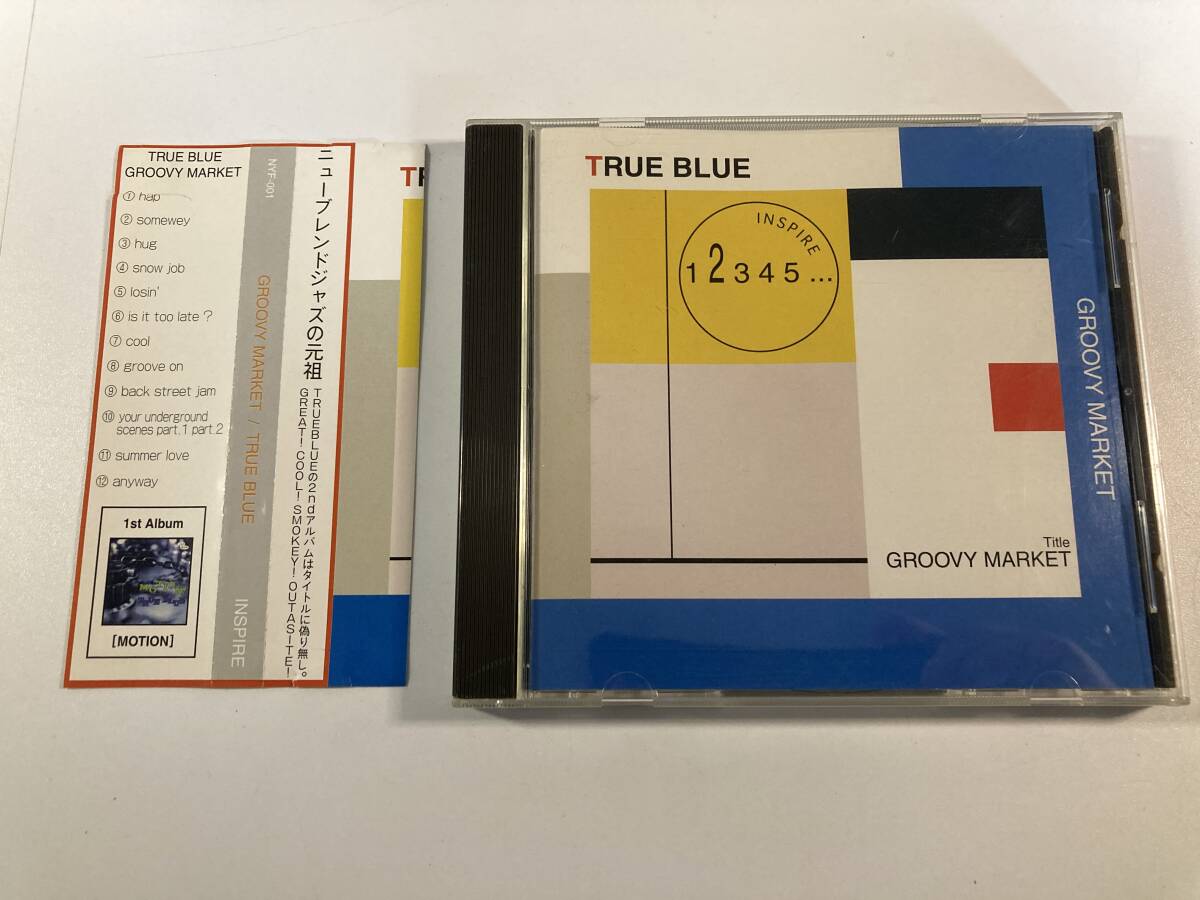 TRUE BLUE
GROOVY MARKET
① hap
② somewey
③ hug
④ snow job
⑤ losin'
⑥ is it too late ?
⑦ cool
⑧ groove on
⑨ back street jam
⑩ your underground
scenes part.1 part.2
⑪ summer love
⑫ anyway
1st Album
[MOTION]
NYF-001
GROOVY MARKET / TRUE BLUE
INSPIRE
ニューブレンドジャズの元祖
TRUEBLUEの2ndアルバムはタイトルに偽り無し。
GREAT! COOL! SMOKEY! OUTASITE!
TR
TRUE BLUE
INSPIRE
12345...
Title
GROOVY MARKET
GROOVY MARKET